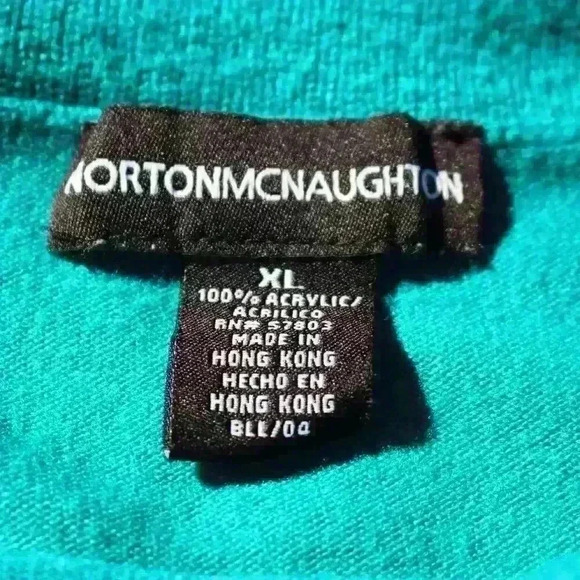 NORTONMCNAUGHTON
XL
100% ACRYLIC/
ACRILICO
RN# 57803
MADE IN
HONG KONG
HECHO EN
HONG KONG
BLL/04